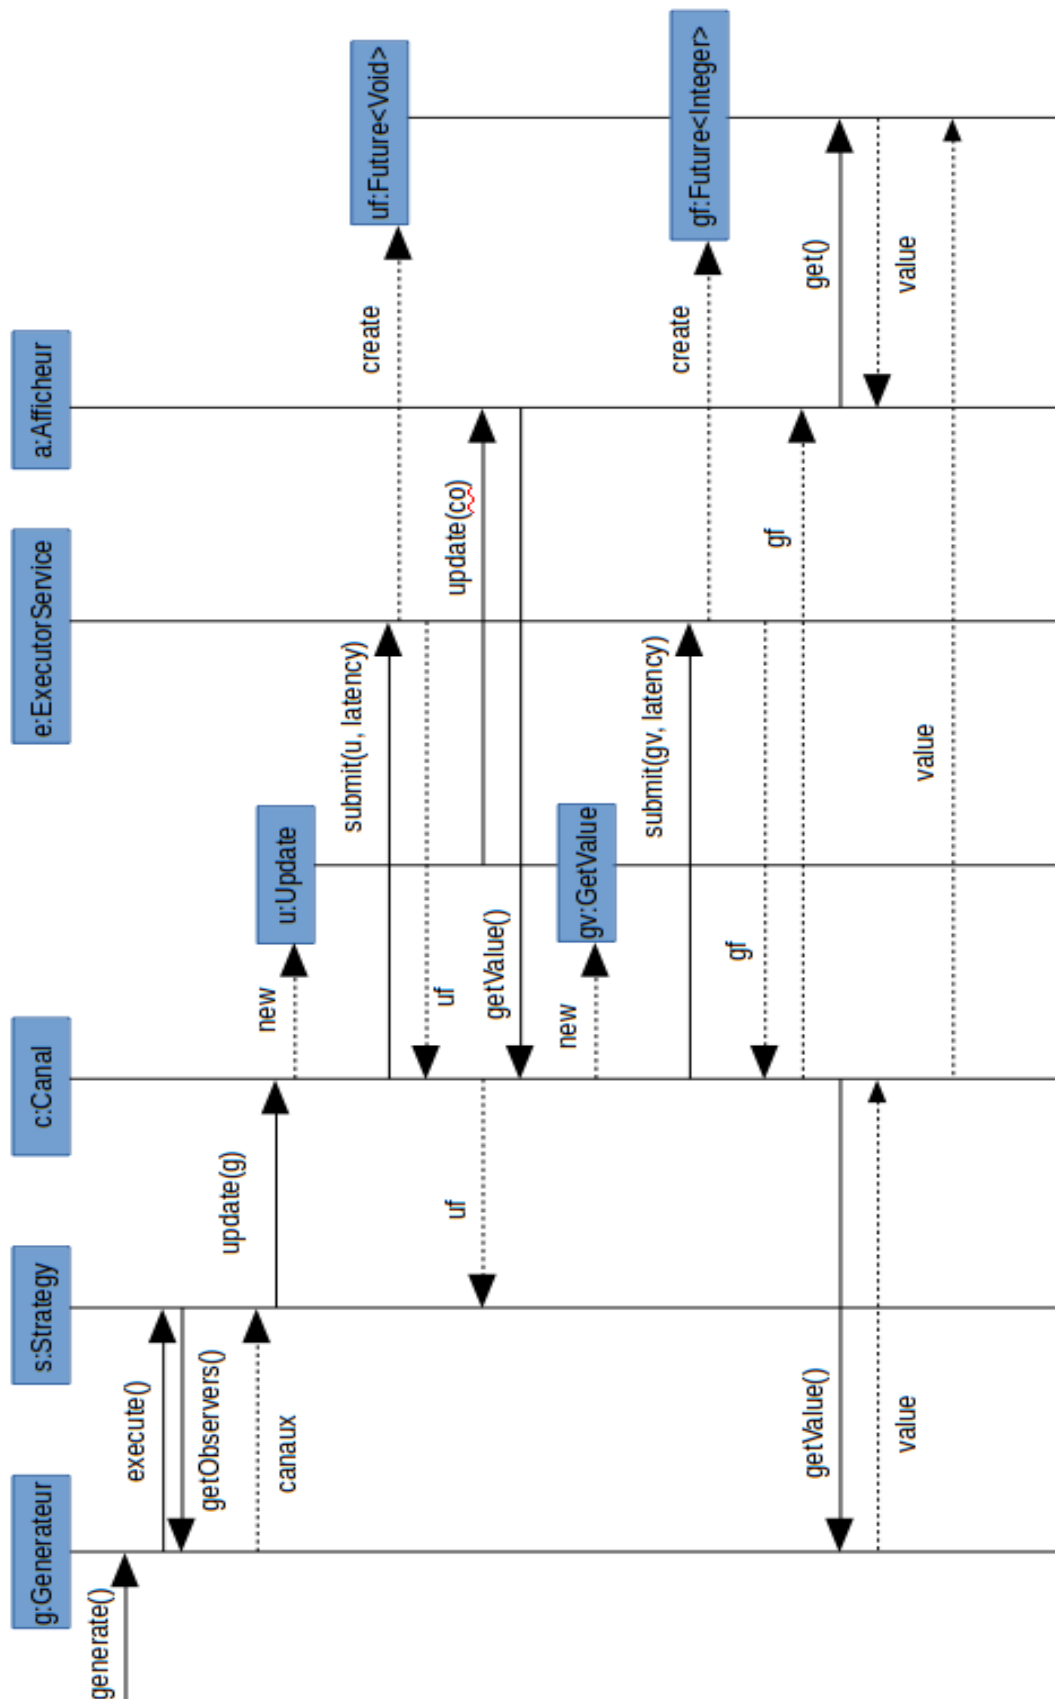 g:Generateur
s:Strategy
c:Canal
e:ExecutorService
a:Afficheur
generate()
execute()
getObservers()
canaux
update(g)
new
u:Update
submit(u, latency)
create
uf:Future<Void>
uf
uf
update(co)
getValue()
new
gv:GetValue
submit(gv, latency)
create
gf:Future<Integer>
gf
gf
getValue()
get()
value
value
value